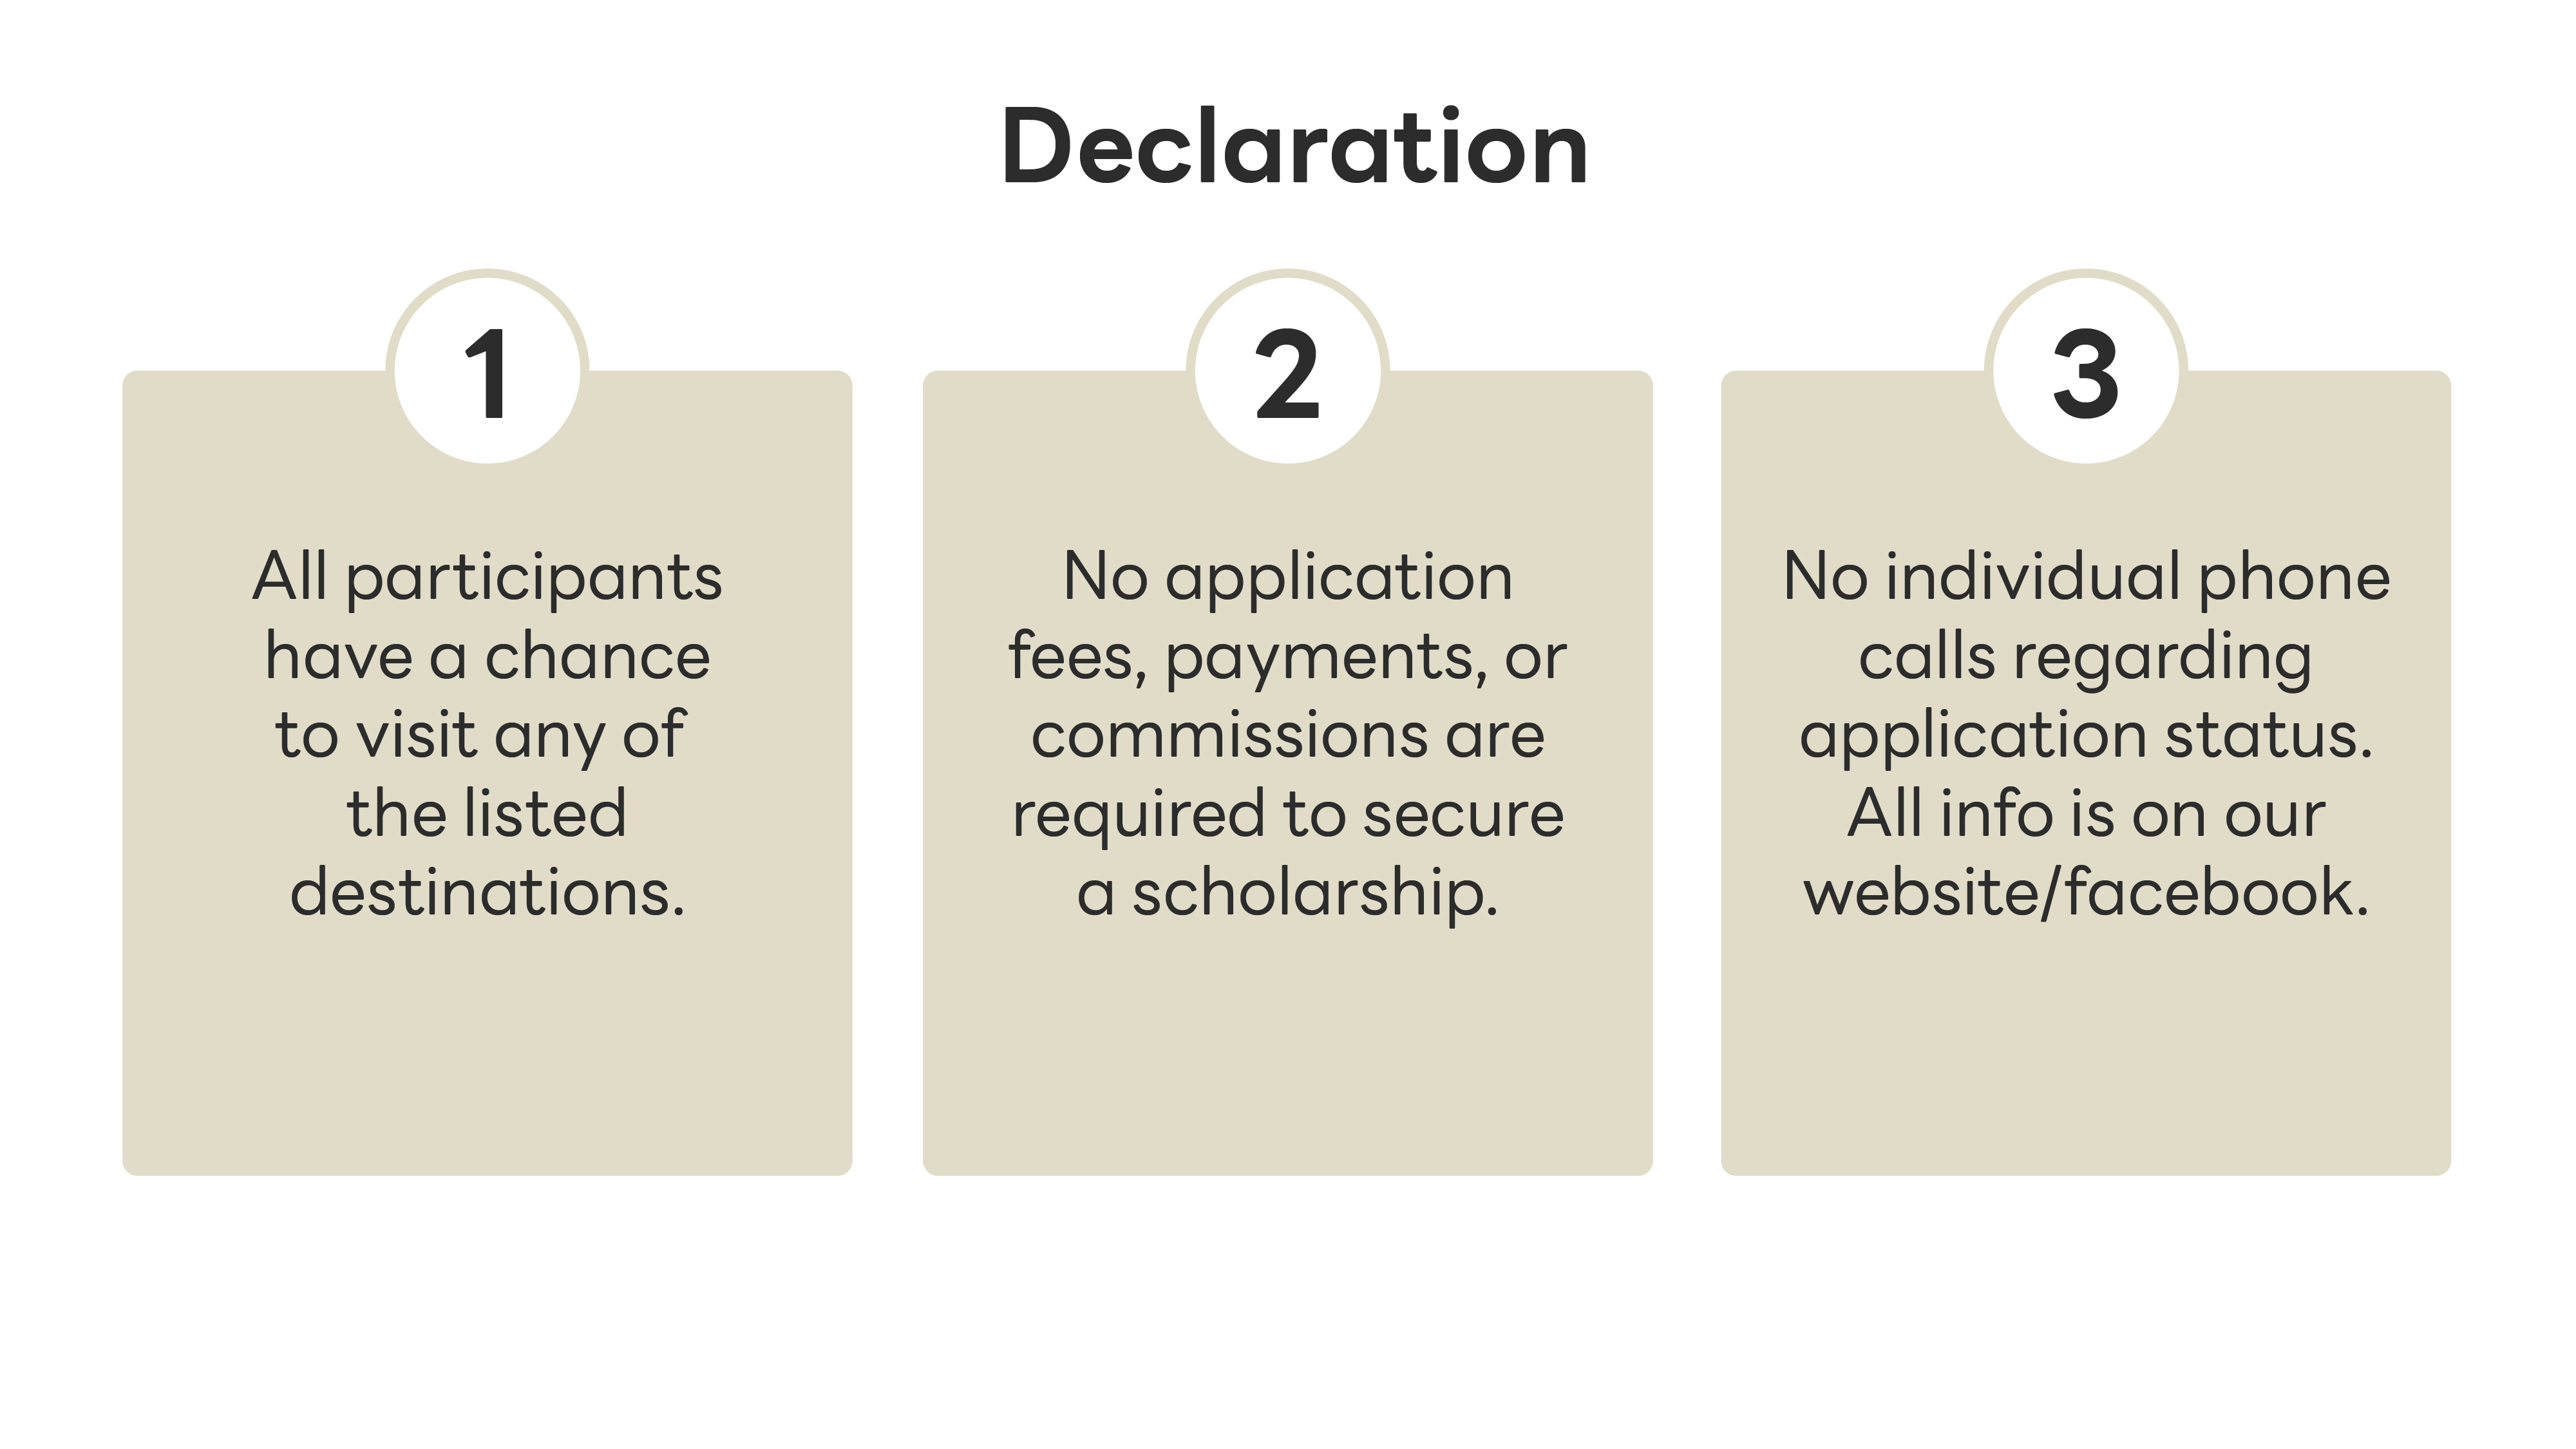 Declaration
1
All participants
have a chance
to visit any of
the listed
destinations.
2
No application
fees, payments, or
commissions are
required to secure
a scholarship.
3
No individual phone
calls regarding
application status.
All info is on our
website/facebook.